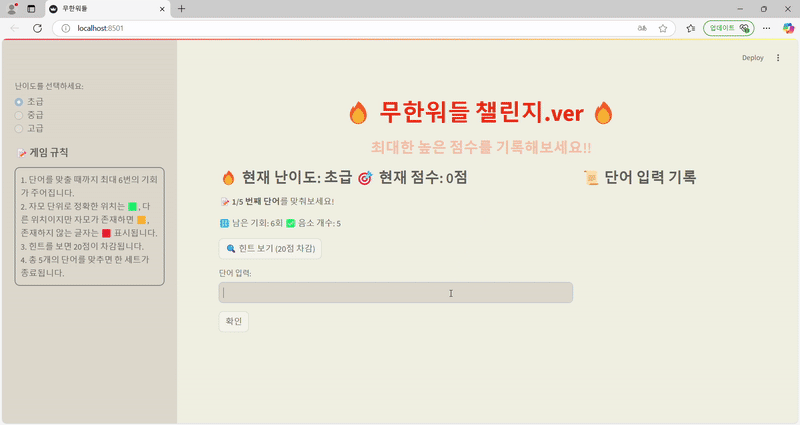 무한워들
localhost:8501
업데이트
Deploy
난이도를 선택하세요:
초급
중급
고급
📝 게임 규칙
1. 단어를 맞출 때까지 최대 6번의 기회
가 주어집니다.
2. 자모 단위로 정확한 위치는 🟩, 다
른 위치이지만 자모가 존재하면 🟧,
존재하지 않는 글자는 🟥 표시됩니다.
3. 힌트를 보면 20점이 차감됩니다.
4. 총 5개의 단어를 맞추면 한 세트가
종료됩니다.
🔥 무한워들 챌린지.ver 🔥
최대한 높은 점수를 기록해보세요!!
🔥 현재 난이도: 초급 🎯 현재 점수: 0점
📜 단어 입력 기록
📝 1/5 번째 단어를 맞춰보세요!
🔢 남은 기회: 6회 ✅ 음소 개수: 5
🔍 힌트 보기 (20점 차감)
단어 입력:
확인